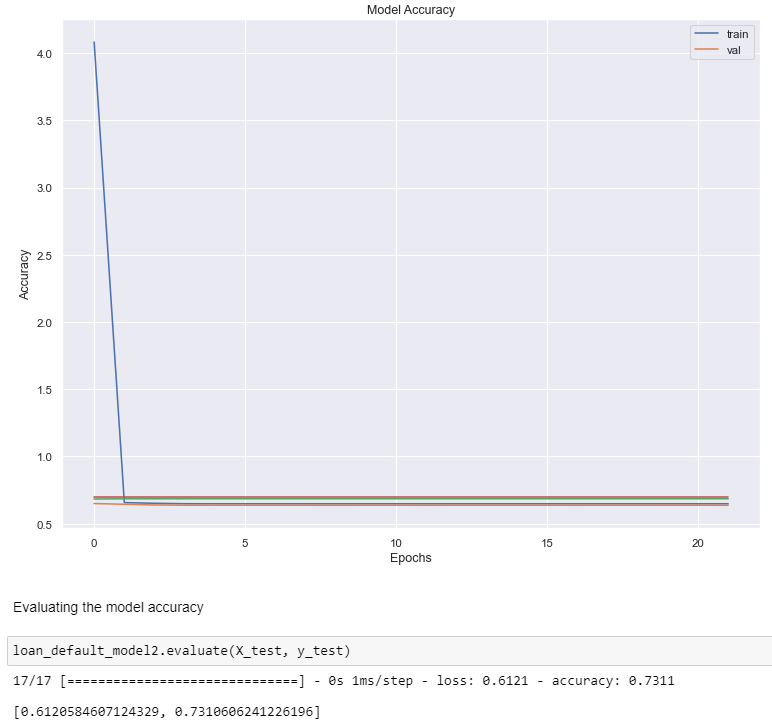 Model Accuracy
train
val
4.0
3.5
3.0
2.5
2.0
1.5
1.0
0.5
Accuracy
0 5 10 15 20
Epochs
Evaluating the model accuracy
loan_default_model2.evaluate(X_test, y_test)
17/17 [==============================] - 0s 1ms/step - loss: 0.6121 - accuracy: 0.7311
[0.6120584607124329, 0.7310606241226196]